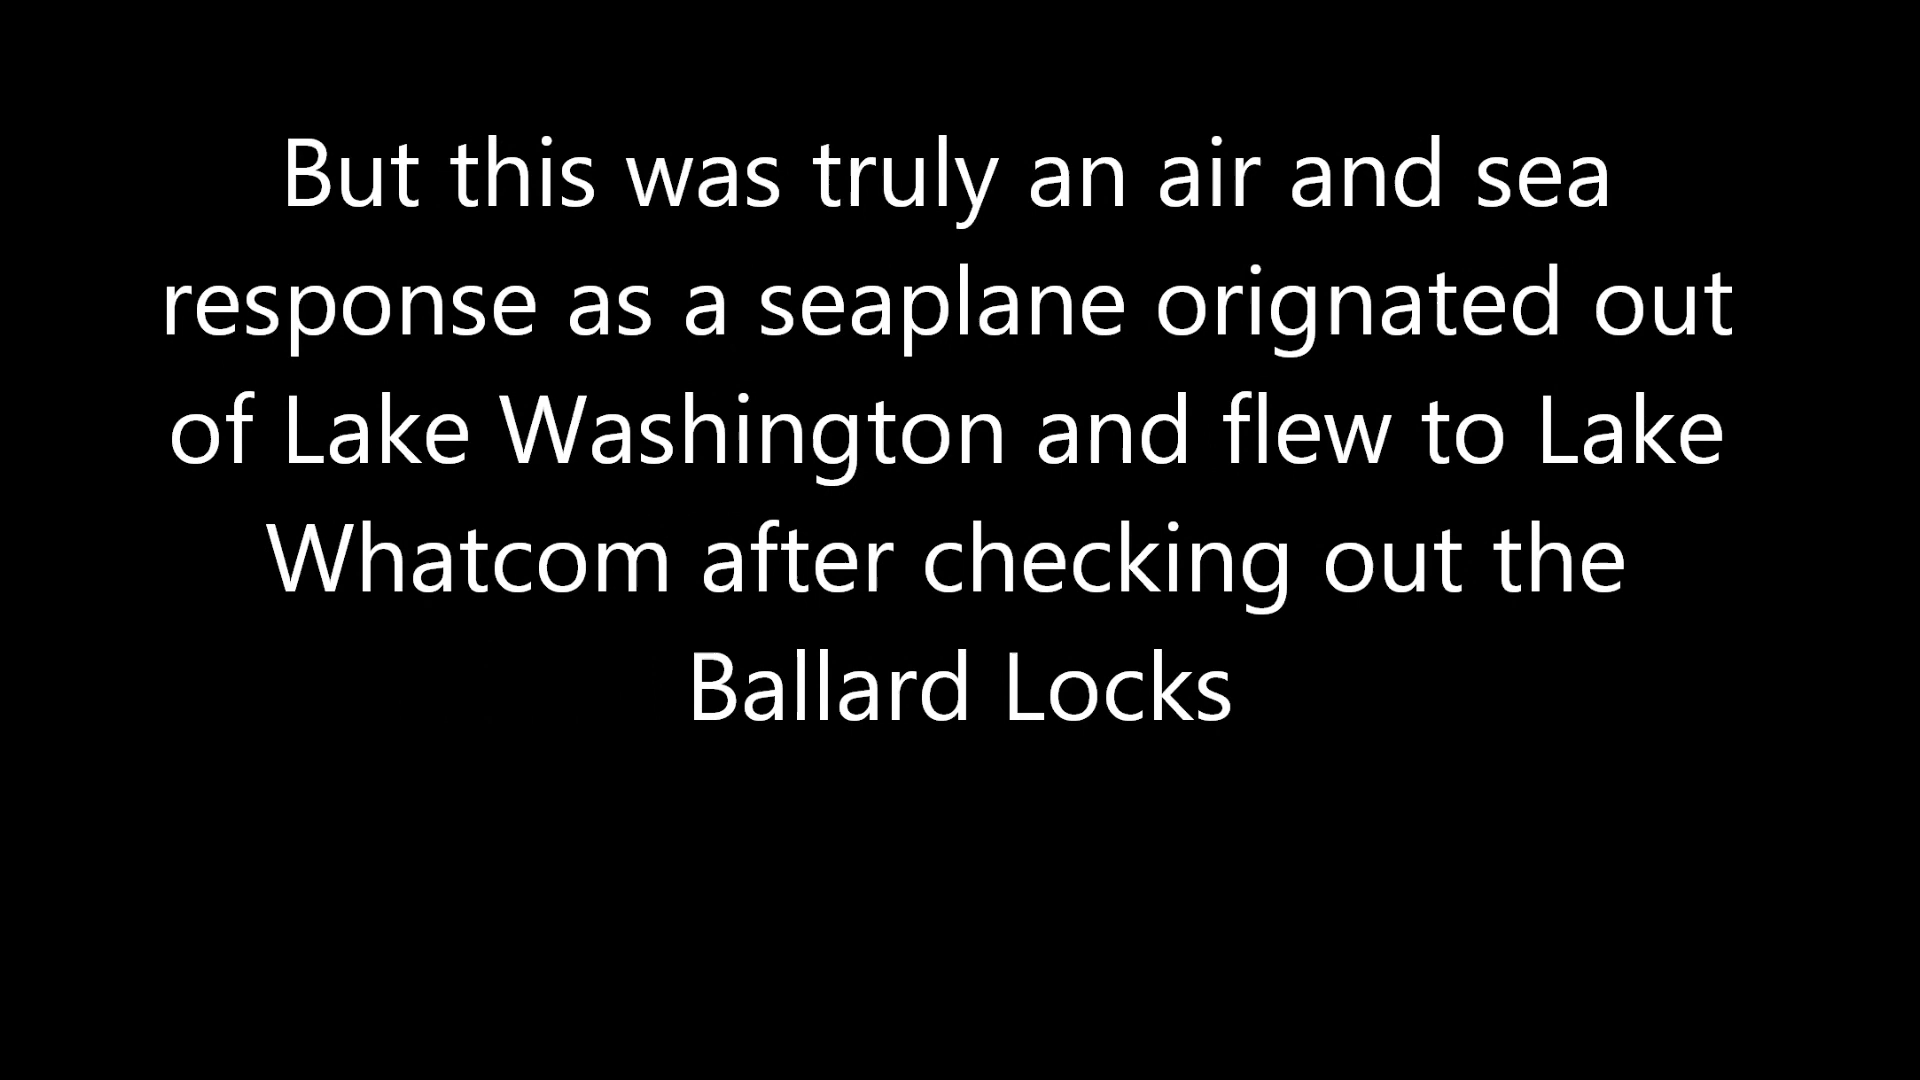 But this was truly an air and sea
response as a seaplane orignated out
of Lake Washington and flew to Lake
Whatcom after checking out the
Ballard Locks